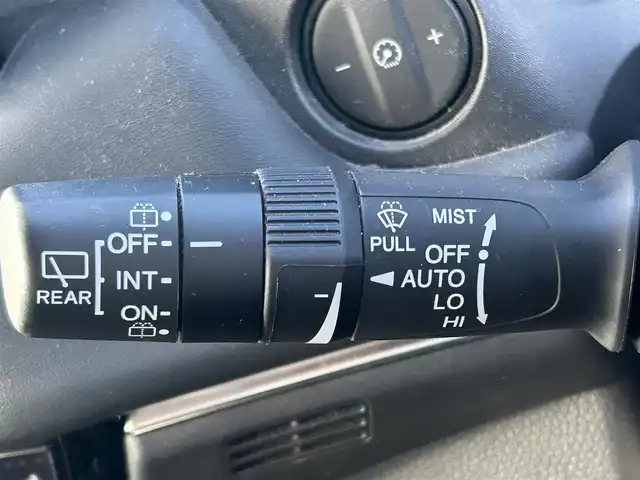 − +
OFF
INT
ON
REAR
PULL
MIST
OFF
AUTO
LO
HI